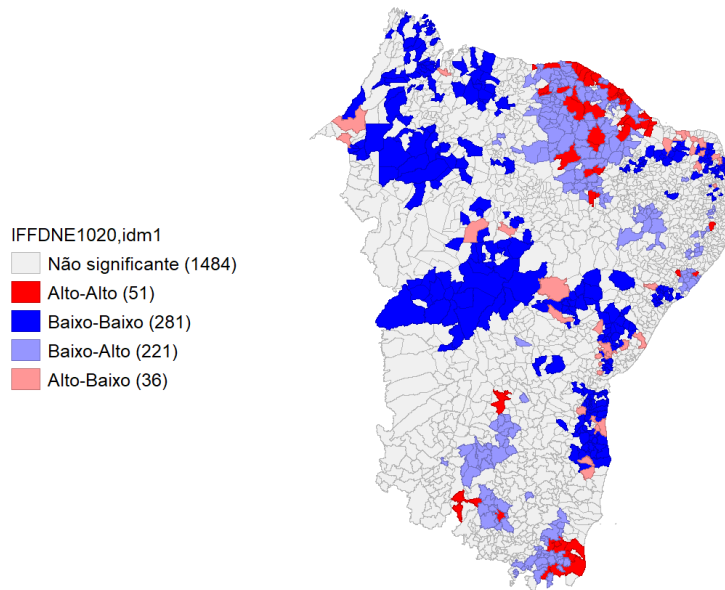 IFFDNE1020,idm1
Não significante (1484)
Alto-Alto (51)
Baixo-Baixo (281)
Baixo-Alto (221)
Alto-Baixo (36)